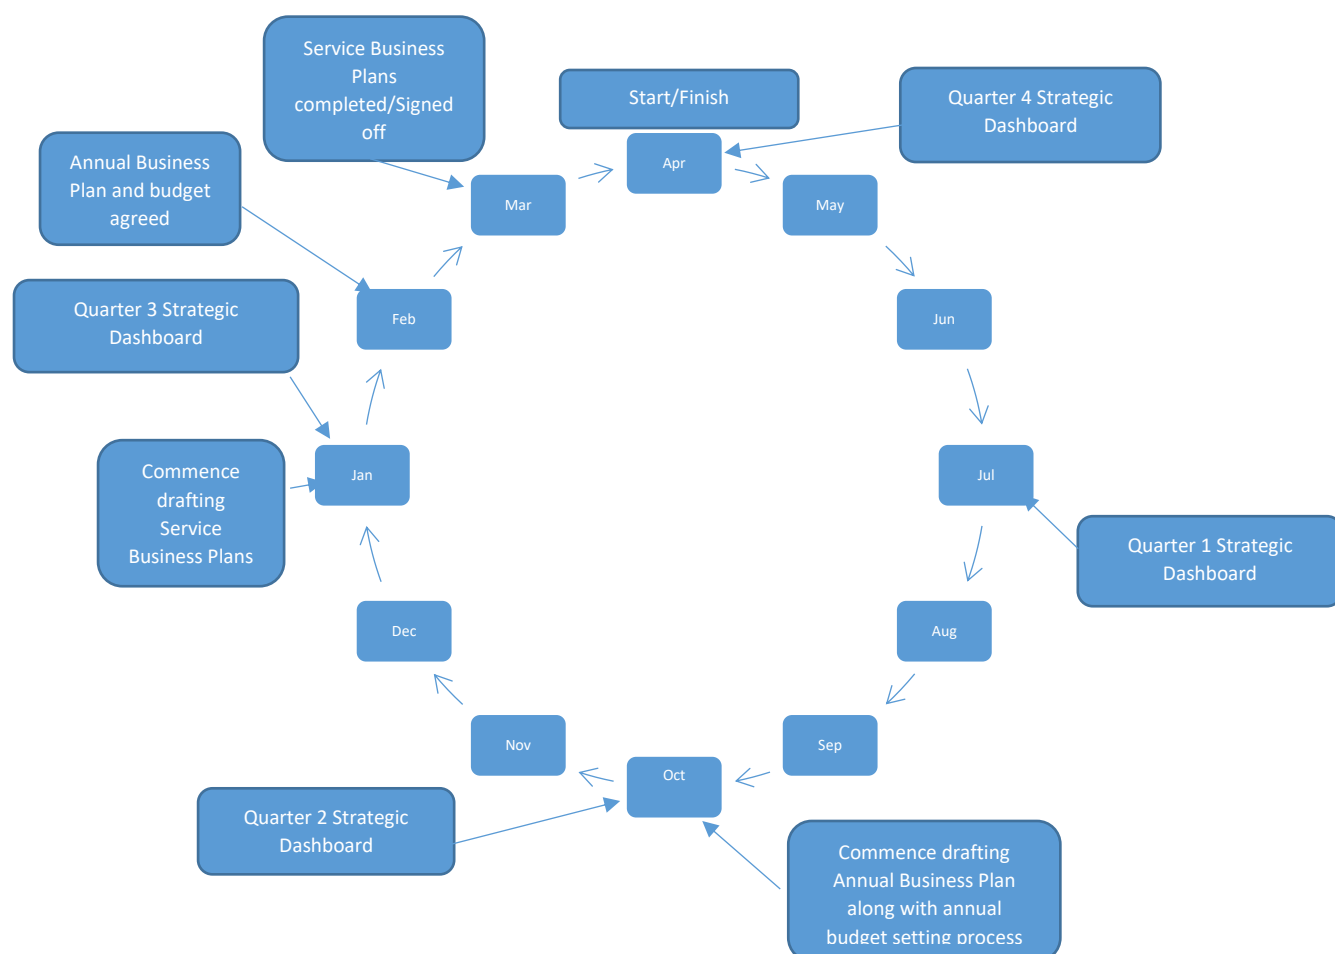 Service Business
Plans
completed/Signed
off
Start/Finish
Quarter 4 Strategic
Dashboard
Annual Business
Plan and budget
agreed
Apr
Mar
May
Quarter 3 Strategic
Dashboard
Feb
Jun
Commence
drafting
Service
Business Plans
Jan
Jul
Quarter 1 Strategic
Dashboard
Dec
Aug
Nov
Sep
Oct
Quarter 2 Strategic
Dashboard
Commence drafting
Annual Business Plan
along with annual
budget setting process